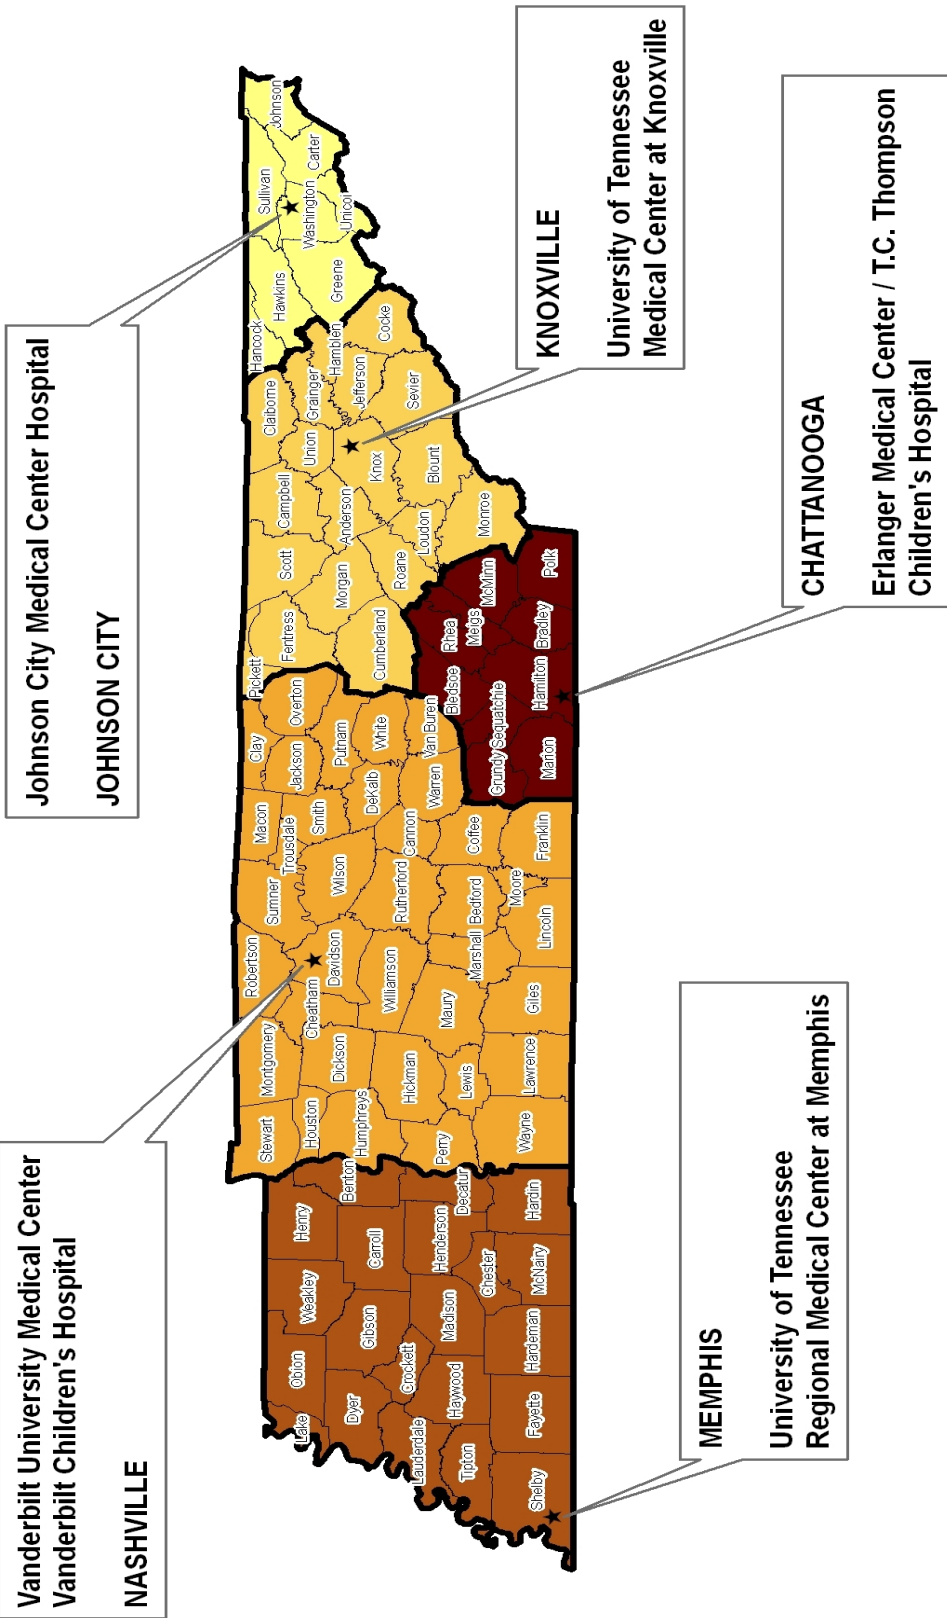 Vanderbilt University Medical Center
Vanderbilt Children's Hospital
NASHVILLE
Johnson City Medical Center Hospital
JOHNSON CITY
Lake
Obion
Weakley
Henry
Benton
Dyer
Gibson
Carroll
Crockett
Lauderdale
Haywood
Madison
Henderson
Decatur
Tipton
Chester
Shelby
Fayette
Hardeman
McNairy
Hardin
Stewart
Montgomery
Robertson
Sumner
Macon
Clay
Pickett
Houston
Cheatham
Trousdale
Jackson
Overton
Humphreys
Dickson
Davidson
Wilson
Smith
Putnam
Perry
Hickman
Williamson
Rutherford
Cannon
DeKalb
White
Lewis
Maury
Marshall
Bedford
Coffee
Warren
Van Buren
Wayne
Lawrence
Giles
Lincoln
Moore
Franklin
Fentress
Scott
Campbell
Claiborne
Hancock
Cumberland
Morgan
Anderson
Union
Grainger
Hamblen
Roane
Loudon
Knox
Jefferson
Cocke
Monroe
Blount
Sevier
Hawkins
Sullivan
Johnson
Greene
Washington
Carter
Unicoi
Bledsoe
Rhea
Meigs
McMinn
Grundy
Sequatchie
Marion
Hamilton
Bradley
Polk
MEMPHIS
University of Tennessee
Regional Medical Center at Memphis
CHATTANOOGA
Erlanger Medical Center / T.C. Thompson
Children's Hospital
KNOXVILLE
University of Tennessee
Medical Center at Knoxville